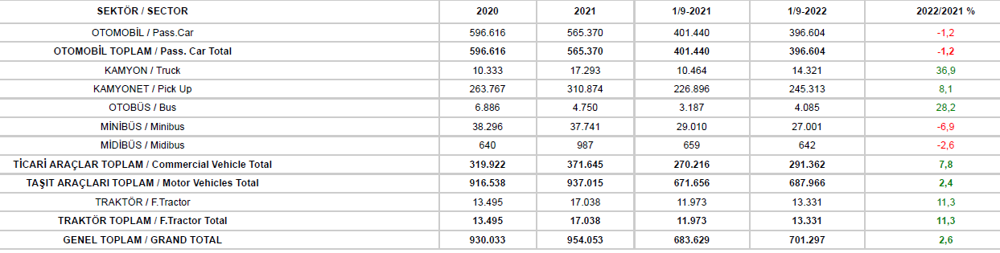 SEKTÖR / SECTOR 2020 2021 1/9-2021 1/9-2022 2022/2021 %
OTOMOBİL / Pass.Car 596.616 565.370 401.440 396.604 -1,2
OTOMOBİL TOPLAM / Pass. Car Total 596.616 565.370 401.440 396.604 -1,2
KAMYON / Truck 10.333 17.293 10.464 14.321 36,9
KAMYONET / Pick Up 263.767 310.874 226.896 245.313 8,1
OTOBÜS / Bus 6.886 4.750 3.187 4.085 28,2
MİNİBÜS / Minibus 38.296 37.741 29.010 27.001 -6,9
MİDİBÜS / Midibus 640 987 659 642 -2,6
TİCARİ ARAÇLAR TOPLAM / Commercial Vehicle Total 319.922 371.645 270.216 291.362 7,8
TAŞIT ARAÇLARI TOPLAM / Motor Vehicles Total 916.538 937.015 671.656 687.966 2,4
TRAKTÖR / F.Tractor 13.495 17.038 11.973 13.331 11,3
TRAKTÖR TOPLAM / F.Tractor Total 13.495 17.038 11.973 13.331 11,3
GENEL TOPLAM / GRAND TOTAL 930.033 954.053 683.629 701.297 2,6